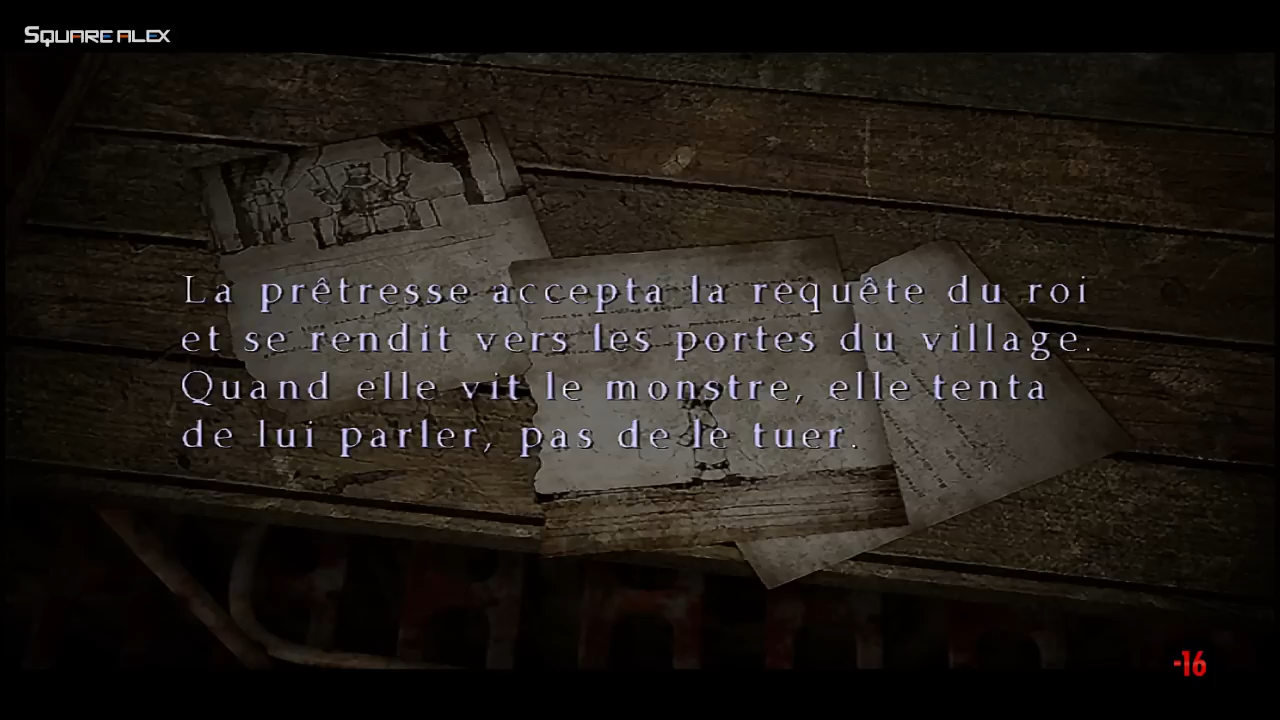 SQUARE ALEX
La prêtresse accepta la requête du roi
et se rendit vers les portes du village.
Quand elle vit le monstre, elle tenta
de lui parler, pas de le tuer.
-16